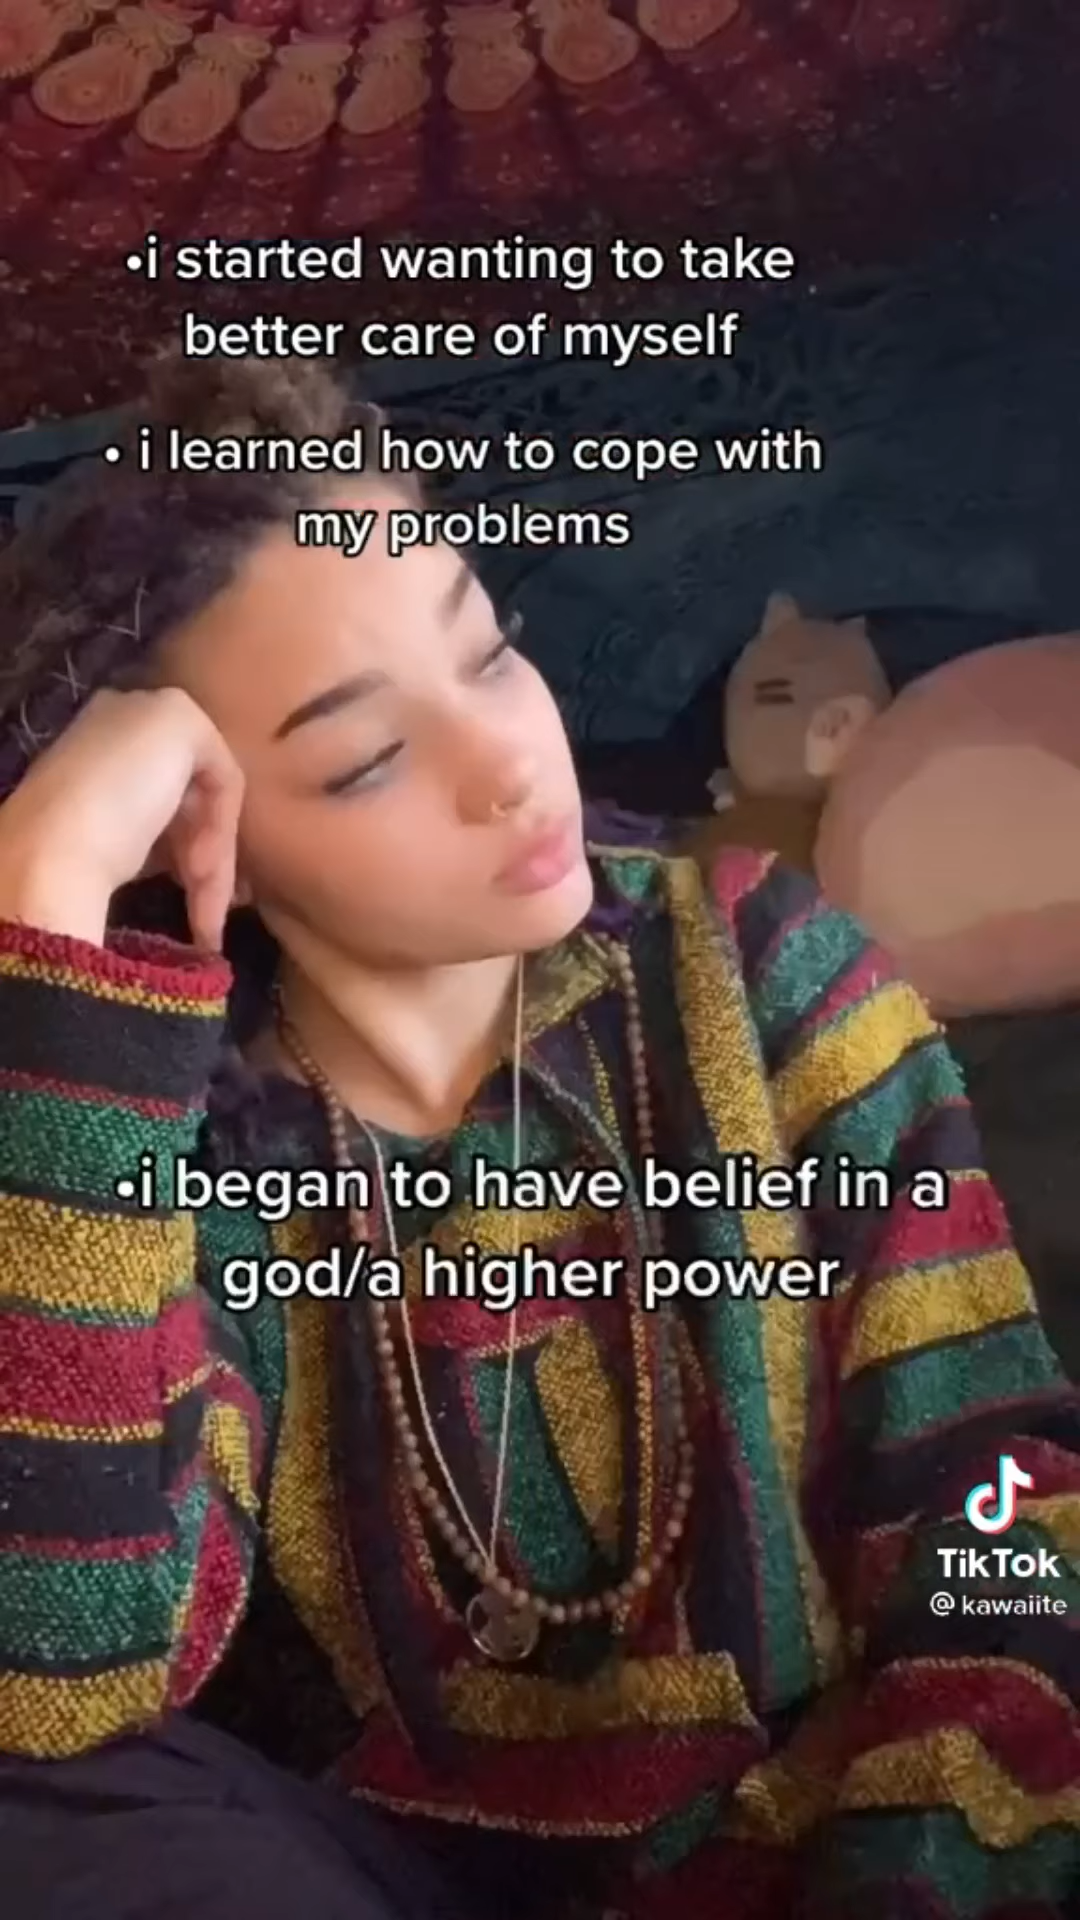 •i started wanting to take
better care of myself
• i learned how to cope with
my problems
•i began to have belief in a
god/a higher power
TikTok
@kawaiite